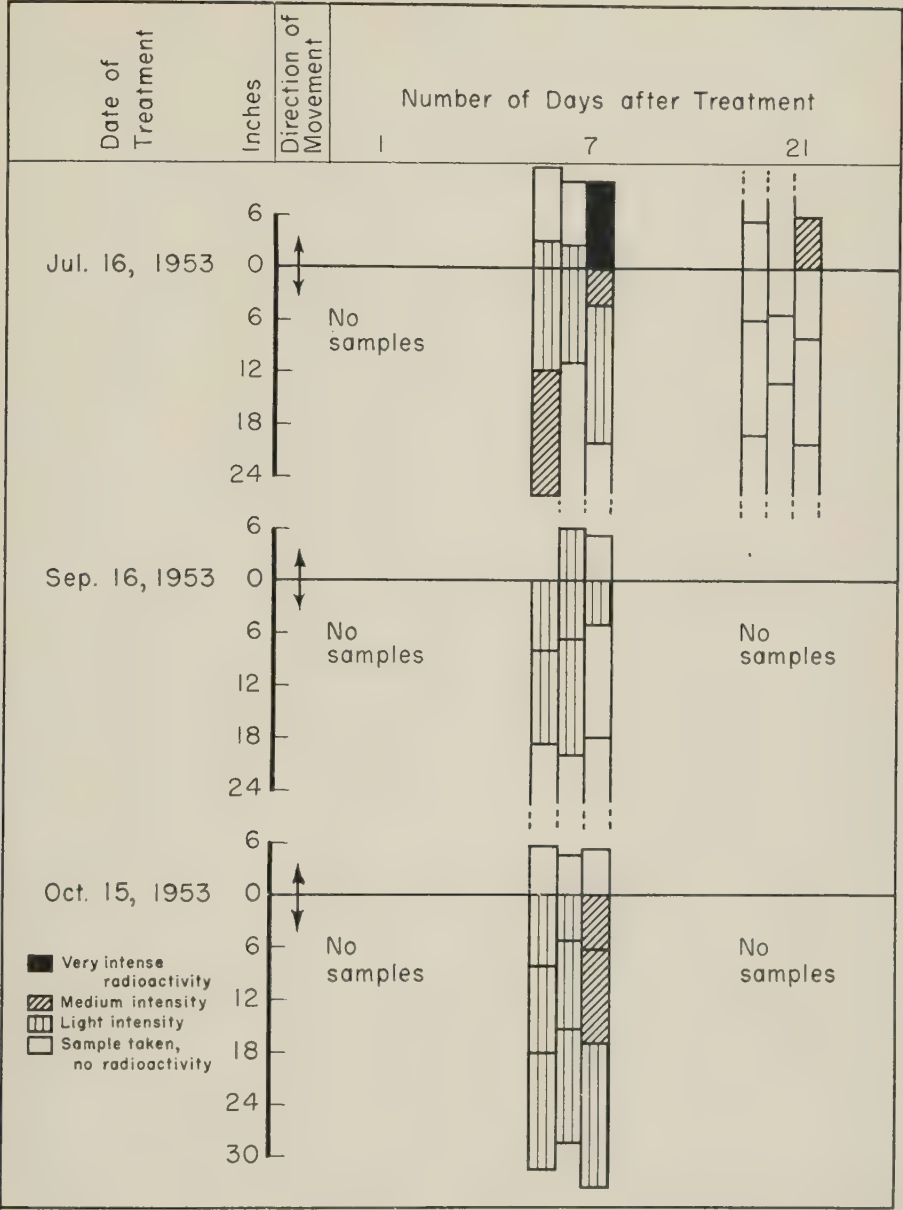 Date of
Treatment
Inches
Direction of
Movement
Number of Days after Treatment
1 7 21
Jul. 16, 1953
6
0
6
12
18
24
No
samples
Sep. 16, 1953
6
0
6
12
18
24
No
samples
No
samples
Oct. 15, 1953
6
0
6
12
18
24
30
No
samples
No
samples
Very intense
radioactivity
Medium intensity
Light intensity
Sample taken,
no radioactivity